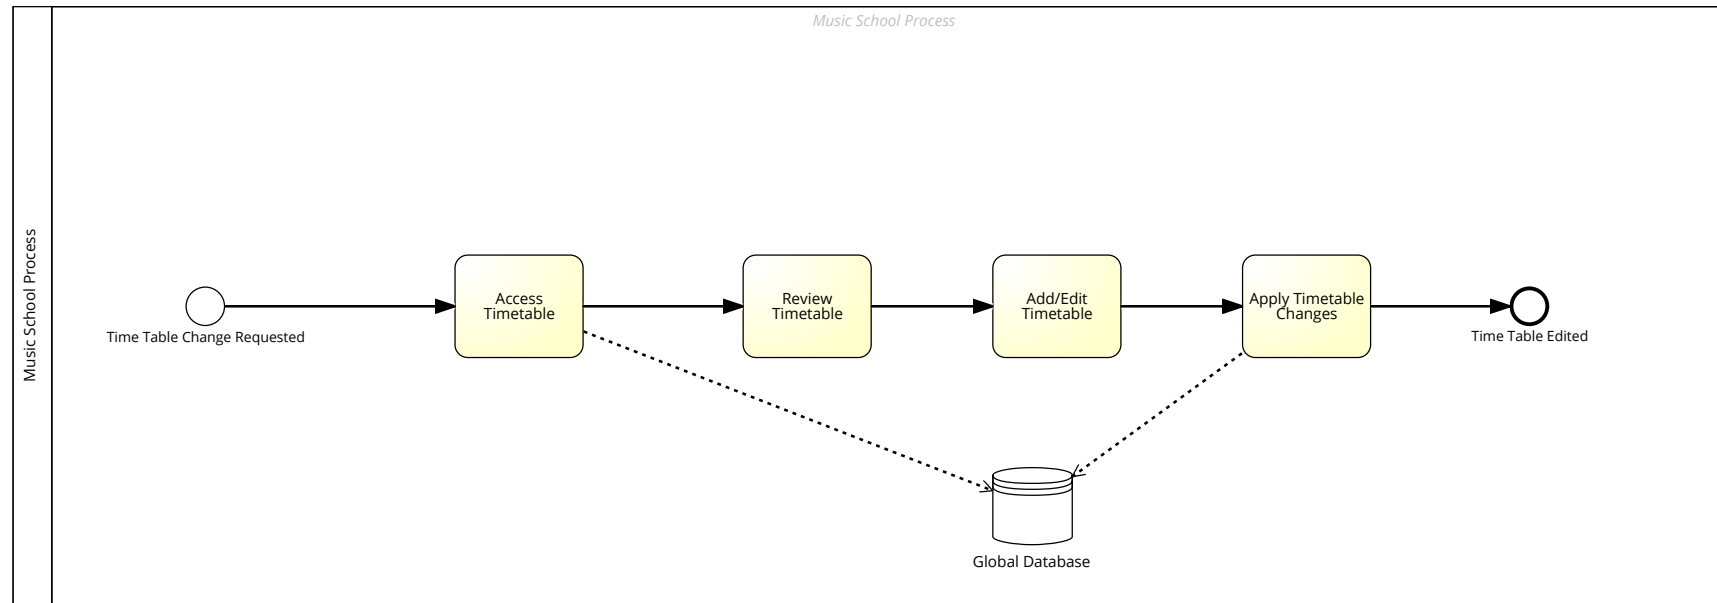 Music School Process
Music School Process
Access
Timetable
Review
Timetable
Add/Edit
Timetable
Apply Timetable
Changes
Time Table Change Requested
Time Table Edited
Global Database